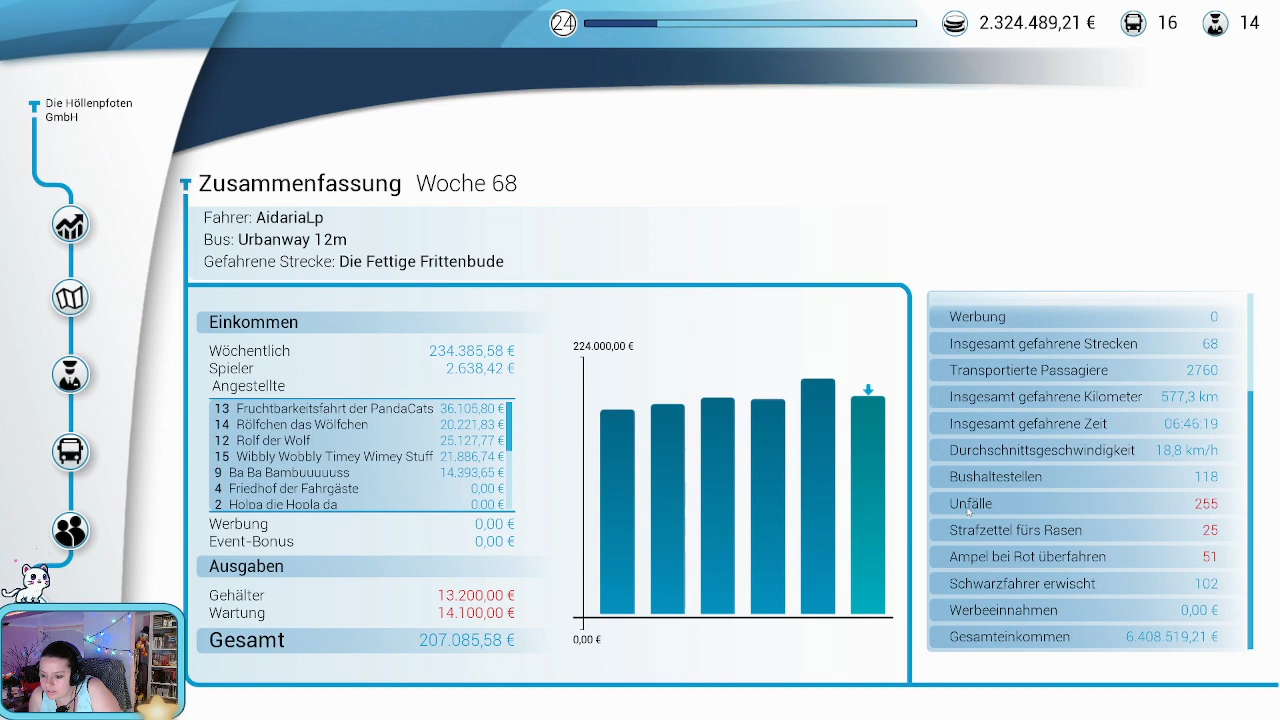 24
2.324.489,21 €
16
14
Die Höllenpfoten
GmbH
Zusammenfassung Woche 68
Fahrer: AidariaLp
Bus: Urbanway 12m
Gefahrene Strecke: Die Fettige Frittenbude
Einkommen
Wöchentlich 234.385,58 €
Spieler 2.638,42 €
Angestellte
13 Fruchtbarkeitsfahrt der PandaCats 36.105,80 €
14 Rölfchen das Wölfchen 20.221,83 €
12 Rolf der Wolf 25.127,77 €
15 Wibbly Wobbly Timey Wimey Stuff 21.886,74 €
9 Ba Ba Bambuuuuuss 14.393,65 €
4 Friedhof der Fahrgäste 0,00 €
2 Holpa die Hopla da 0,00 €
Werbung 0,00 €
Event-Bonus 0,00 €
Ausgaben
Gehälter 13.200,00 €
Wartung 14.100,00 €
Gesamt 207.085,58 €
224.000,00 €
0,00 €
Werbung 0
Insgesamt gefahrene Strecken 68
Transportierte Passagiere 2760
Insgesamt gefahrene Kilometer 577,3 km
Insgesamt gefahrene Zeit 06:46:19
Durchschnittsgeschwindigkeit 18,8 km/h
Bushaltestellen 118
Unfälle 255
Strafzettel fürs Rasen 25
Ampel bei Rot überfahren 51
Schwarzfahrer erwischt 102
Werbeeinnahmen 0,00 €
Gesamteinkommen 6.408.519,21 €